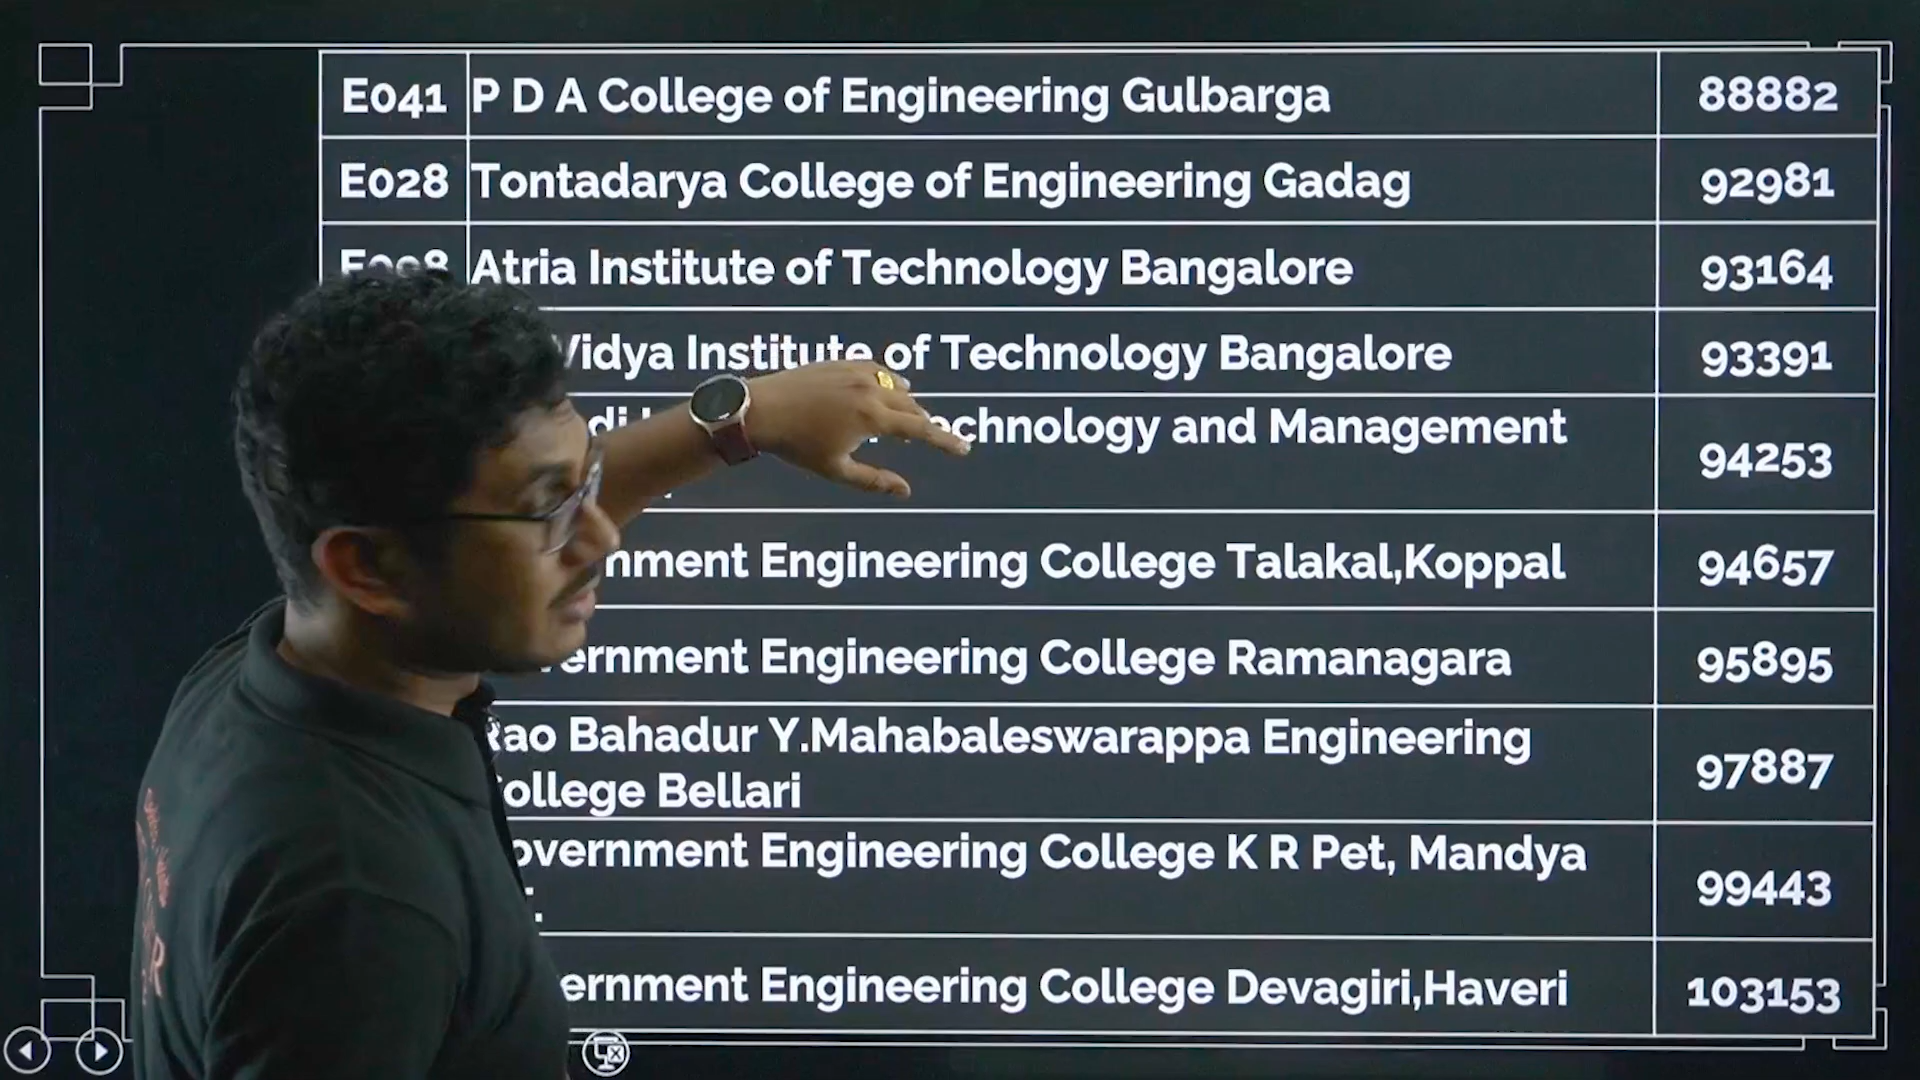 E041 P D A College of Engineering Gulbarga 88882
E028 Tontadarya College of Engineering Gadag 92981
Atria Institute of Technology Bangalore 93164
Vidya Institute of Technology Bangalore 93391
Technology and Management 94253
Engineering College Talakal,Koppal 94657
Government Engineering College Ramanagara 95895
Rao Bahadur Y.Mahabaleswarappa Engineering 97887
College Bellari
Government Engineering College K R Pet, Mandya 99443
Engineering College Devagiri,Haveri 103153